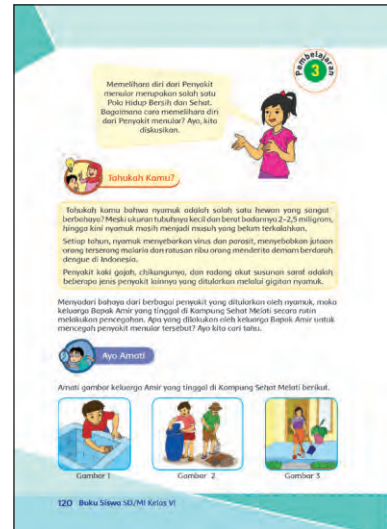 Pembelajaran
3
Memelihara diri dari Penyakit
menular merupakan salah satu
Pola Hidup Bersih dan Sehat.
Bagaimana cara memelihara diri
dari Penyakit menular? Ayo, kita
diskusikan.
Tahukah Kamu?
Tahukah kamu bahwa nyamuk adalah salah satu hewan yang sangat
berbahaya? Meski ukuran tubuhnya kecil dan berat badannya 2-2,5 miligram,
hingga kini nyamuk masih menjadi musuh yang belum terkalahkan.
Setiap tahun, nyamuk menyebarkan virus dan parasit, menyebabkan jutaan
orang terserang malaria dan ratusan ribu orang menderita demam berdarah
dengue di Indonesia.
Penyakit kaki gajah, chikungunya, dan radang akut susunan saraf adalah
beberapa jenis penyakit lainnya yang ditularkan melalui gigitan nyamuk.
Menyadari bahaya dari berbagai penyakit yang ditularkan oleh nyamuk, maka
keluarga Bapak Amir yang tinggal di Kampung Sehat Melati secara rutin
melakukan pencegahan. Apa yang dilakukan oleh keluarga Bapak Amir untuk
mencegah penyakit menular tersebut? Ayo kita cari tahu.
Ayo Amati
Amati gambar keluarga Amir yang tinggal di Kampung Sehat Melati berikut.
Gambar 1
Gambar 2
Gambar 3
120 Buku Siswa SD/MI Kelas VI